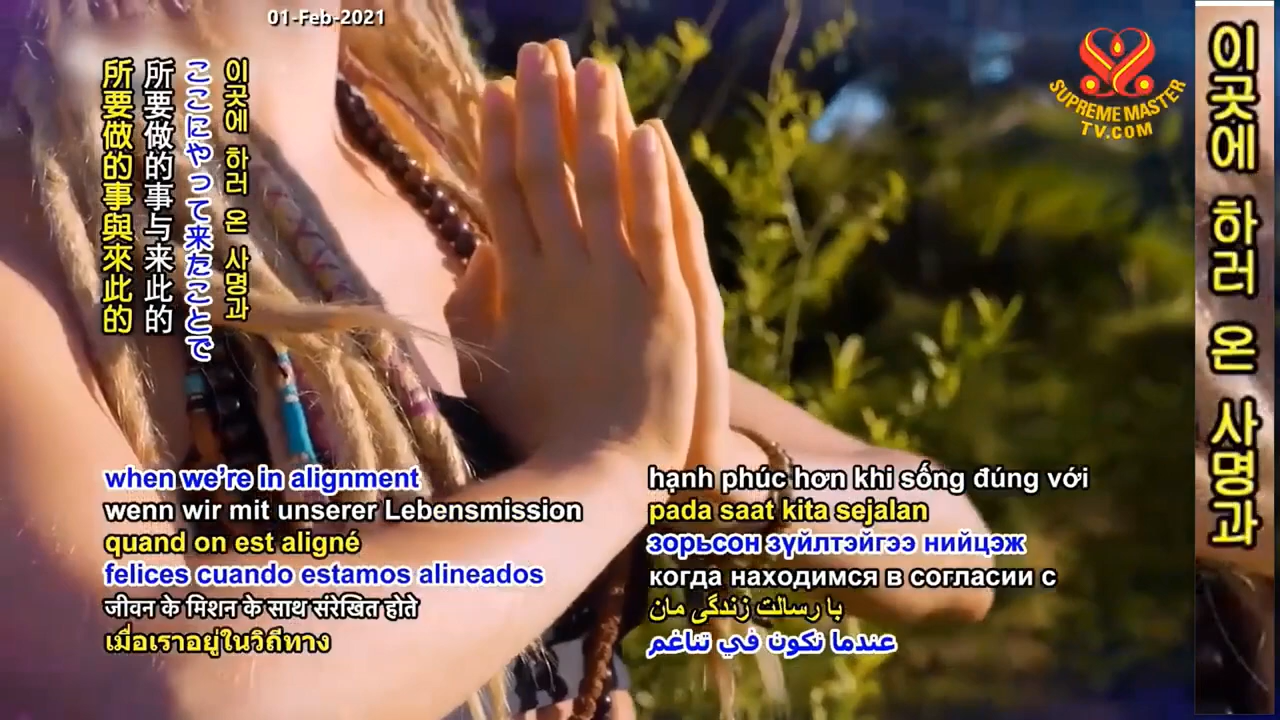 01-Feb-2021
SUPREME MASTER
TV.COM
이곳에 하러 온 사명과
ここにやって来たことで
所要做的事与来此的
所要做的事與來此的
when we're in alignment
wenn wir mit unserer Lebensmission
quand on est aligné
felices cuando estamos alineados
जीवन के मिशन के साथ संरेखित होते
เมื่อเราอยู่ในวิถีทาง
hạnh phúc hơn khi sống đúng với
pada saat kita sejalan
зорьсон зүйлтэйгээ нийцэж
когда находимся в согласии с
با رسالت زندگی مان
عندما نكون في تناغم
이곳에 하러 온 사명과